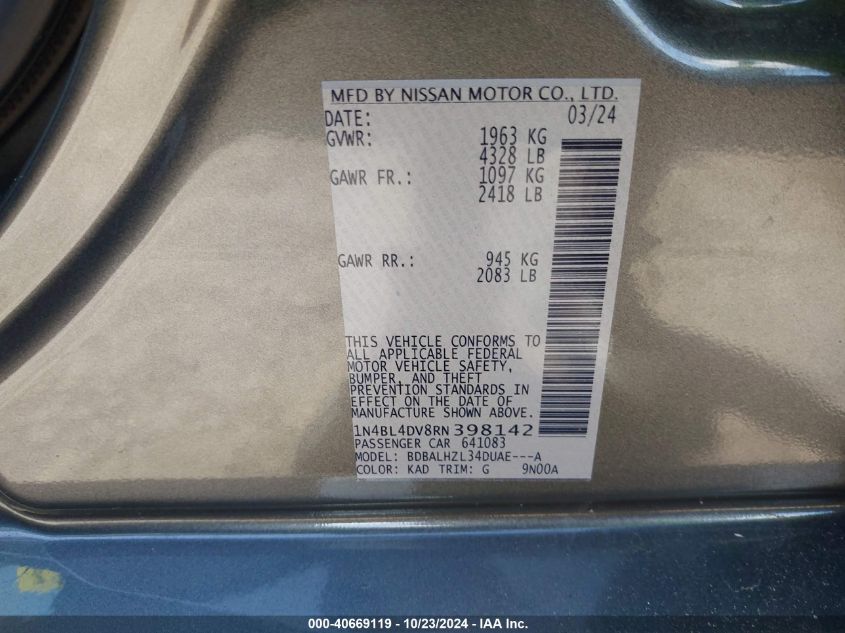 MFD BY NISSAN MOTOR CO., LTD.
DATE: 03/24
GVWR: 1963 KG
4328 LB
GAWR FR.: 1097 KG
2418 LB
GAWR RR.: 945 KG
2083 LB
THIS VEHICLE CONFORMS TO
ALL APPLICABLE FEDERAL
MOTOR VEHICLE SAFETY,
BUMPER, AND THEFT
PREVENTION STANDARDS IN
EFFECT ON THE DATE OF
MANUFACTURE SHOWN ABOVE.
1N4BL4DV8RN398142
PASSENGER CAR 641083
MODEL: BDBALHZL34DUAE---A
COLOR: KAD TRIM: G 9N00A
000-40669119 - 10/23/2024 - IAA Inc.